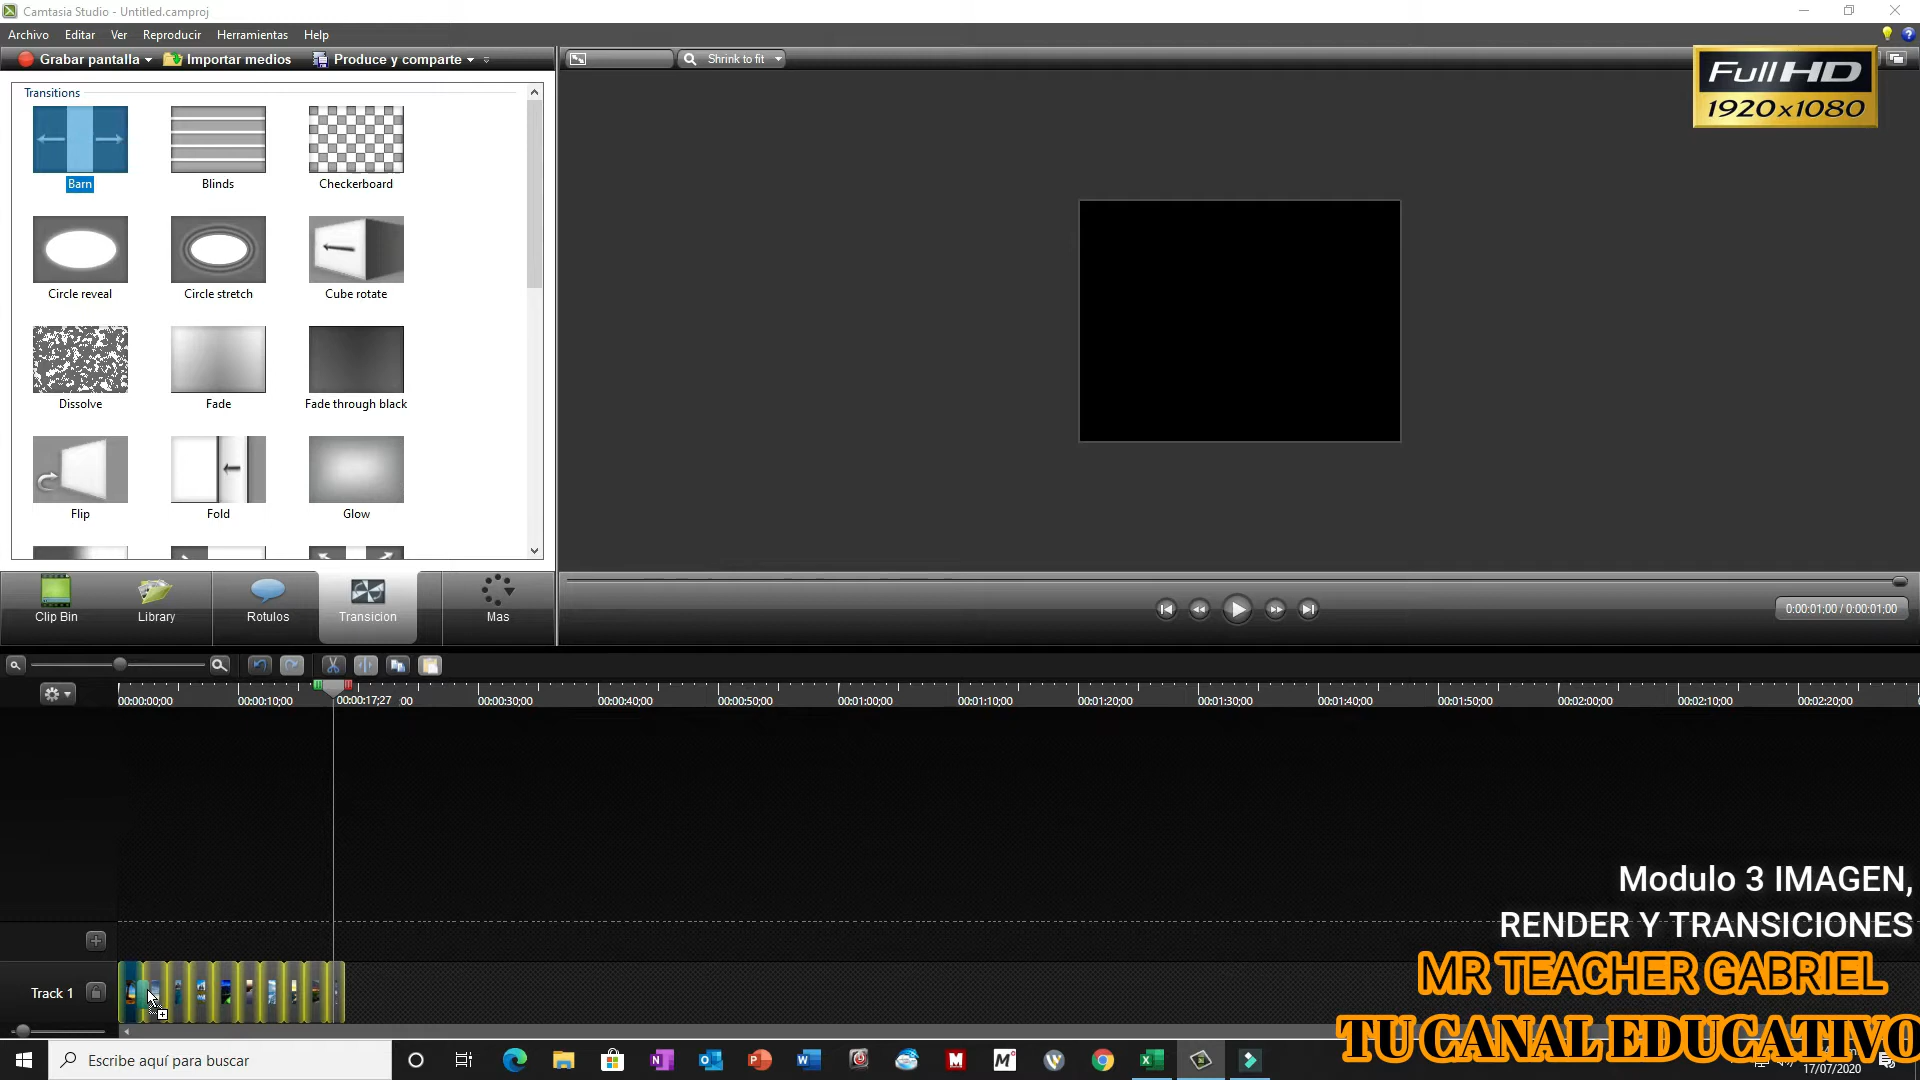 Camtasia Studio - Untitled.camproj
Archivo Editar Ver Reproducir Herramientas Help
Grabar pantalla Importar medios Produce y comparte
Shrink to fit
Full HD
1920x1080
Transitions
Barn Blinds Checkerboard
Circle reveal Circle stretch Cube rotate
Dissolve Fade Fade through black
Flip Fold Glow
Clip Bin Library Rotulos Transicion Mas
0:00:01;00 / 0:00:01;00
00:00:00;00 00:00:10;00 00:00:17;27 :00 00:00:30;00 00:00:40;00 00:00:50;00 00:01:00;00 00:01:10;00 00:01:20;00 00:01:30;00 00:01:40;00 00:01:50;00 00:02:00;00 00:02:10;00 00:02:20;00
Modulo 3 IMAGEN,
RENDER Y TRANSICIONES
Track 1
MR TEACHER GABRIEL
TU CANAL EDUCATIVO
Escribe aquí para buscar
17/07/2020